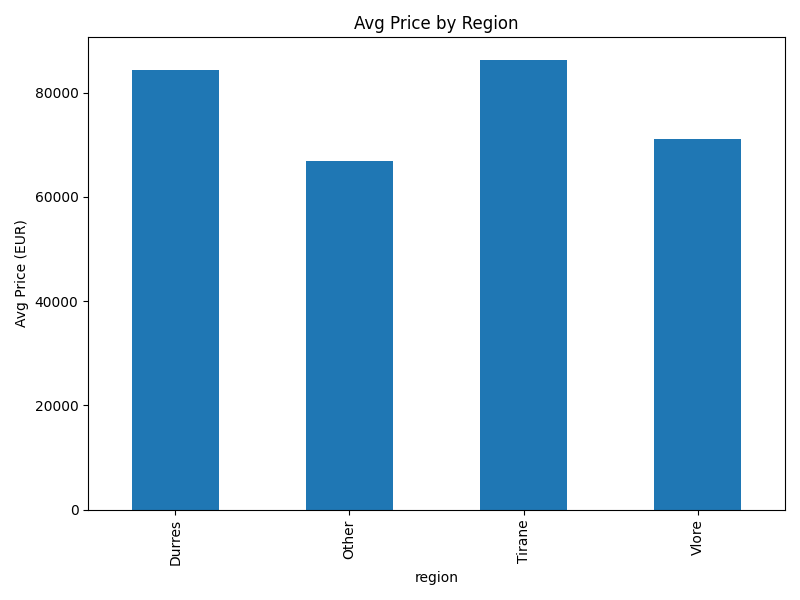 Avg Price by Region
Avg Price (EUR)
80000
60000
40000
20000
0
Durres
Other
Tirane
Vlore
region